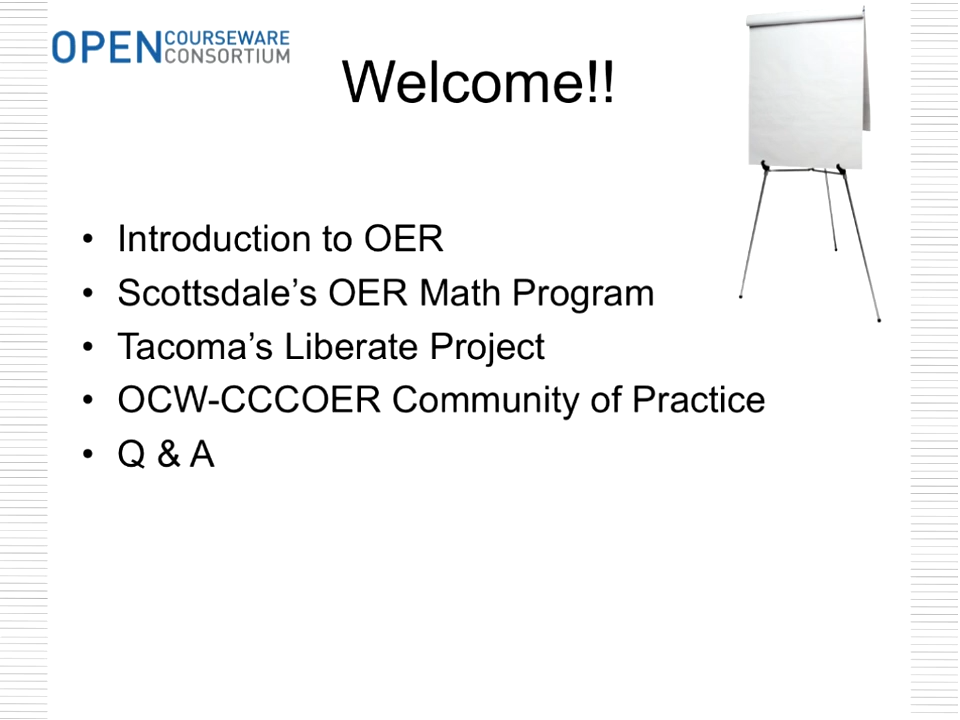 OPEN COURSEWARE
CONSORTIUM
Welcome!!
• Introduction to OER
• Scottsdale’s OER Math Program
• Tacoma’s Liberate Project
• OCW-CCCOER Community of Practice
• Q & A